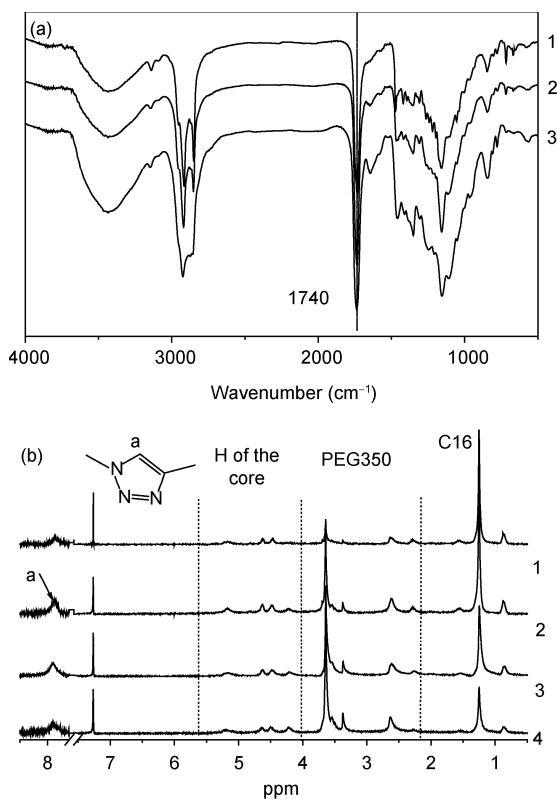 (a)
1
2
3
1740
4000 3000 2000 1000
Wavenumber (cm⁻¹)
(b)
a
N
N N
H of the
core
PEG350
C16
a
1
2
3
4
8 7 6 5 4 3 2 1
ppm